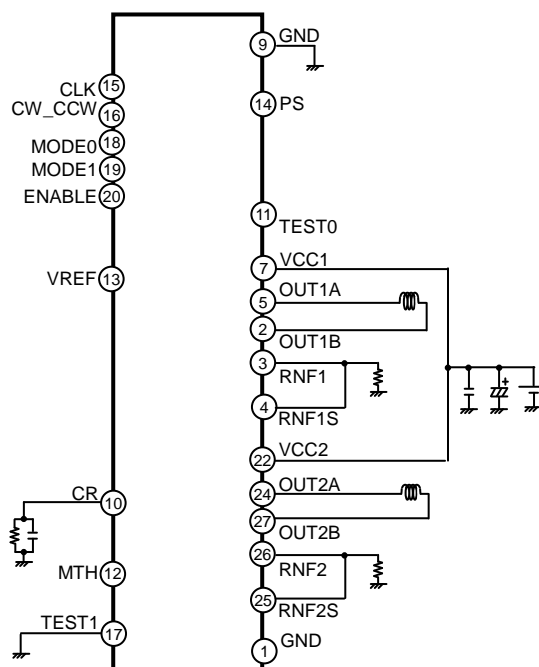 9 GND
15 CLK
14 PS
16 CW_CCW
18 MODE0
19 MODE1
20 ENABLE
11 TEST0
7 VCC1
13 VREF
5 OUT1A
2 OUT1B
3 RNF1
4 RNF1S
22 VCC2
24 OUT2A
10 CR
27 OUT2B
26 RNF2
12 MTH
25 RNF2S
17 TEST1
1 GND
+